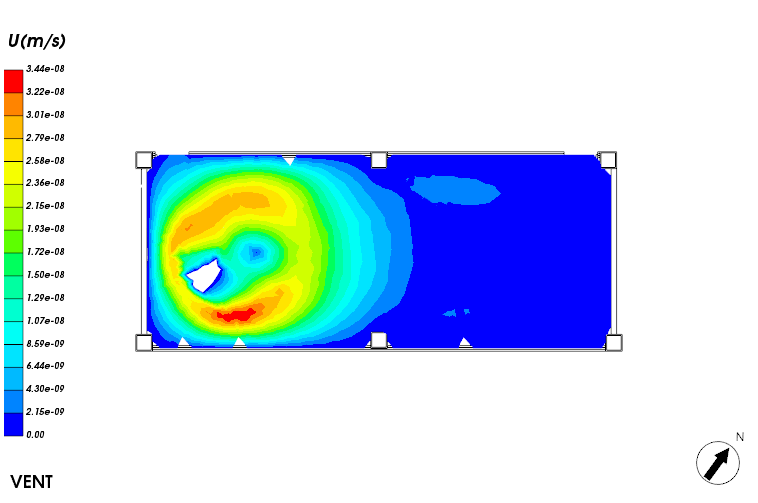 U(m/s)
3.44e-08
3.22e-08
3.01e-08
2.79e-08
2.58e-08
2.36e-08
2.15e-08
1.93e-08
1.72e-08
1.50e-08
1.29e-08
1.07e-08
8.59e-09
6.44e-09
4.30e-09
2.15e-09
0.00
N
VENT